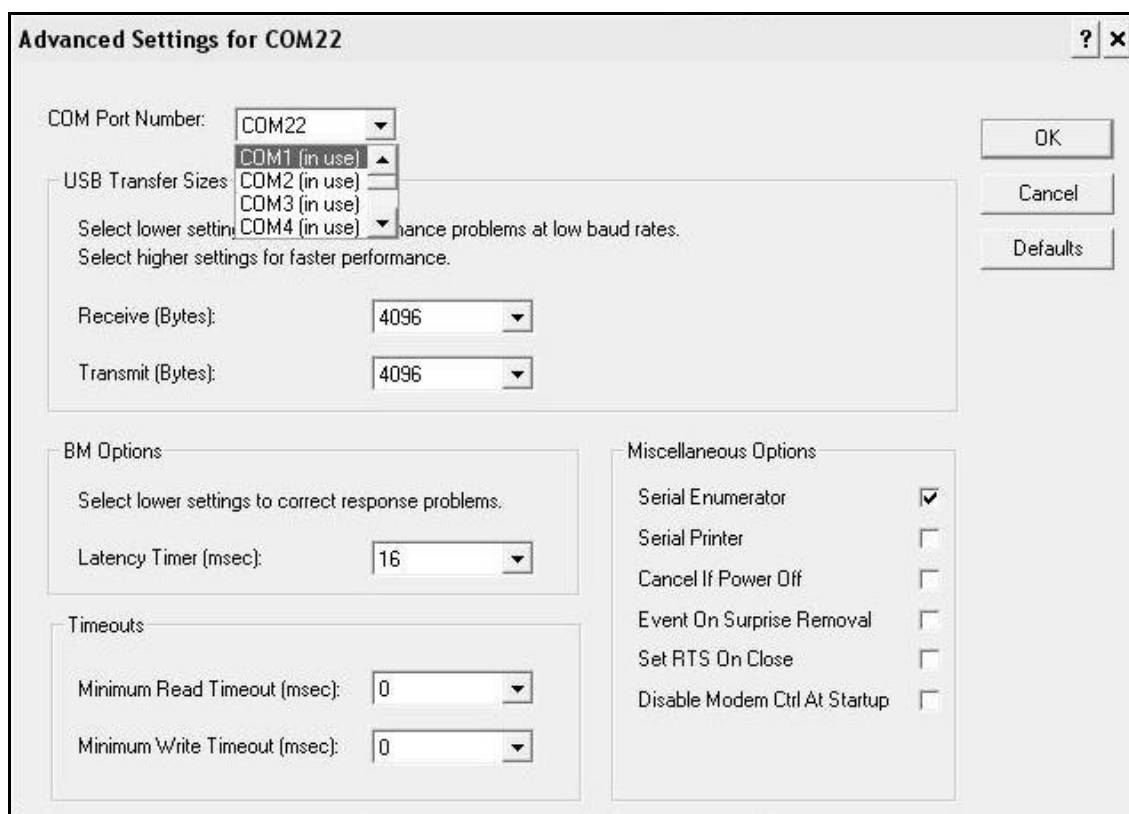 Advanced Settings for COM22
COM Port Number:
COM22
COM1 (in use)
COM2 (in use)
COM3 (in use)
COM4 (in use)
OK
Cancel
Defaults
USB Transfer Sizes
Select lower mance problems at low baud rates.
Select higher settings for faster performance.
Receive (Bytes):
4096
Transmit (Bytes):
4096
BM Options
Select lower settings to correct response problems.
Latency Timer (msec):
16
Timeouts
Minimum Read Timeout (msec):
0
Minimum Write Timeout (msec):
0
Miscellaneous Options
Serial Enumerator
Serial Printer
Cancel If Power Off
Event On Surprise Removal
Set RTS On Close
Disable Modem Ctrl At Startup